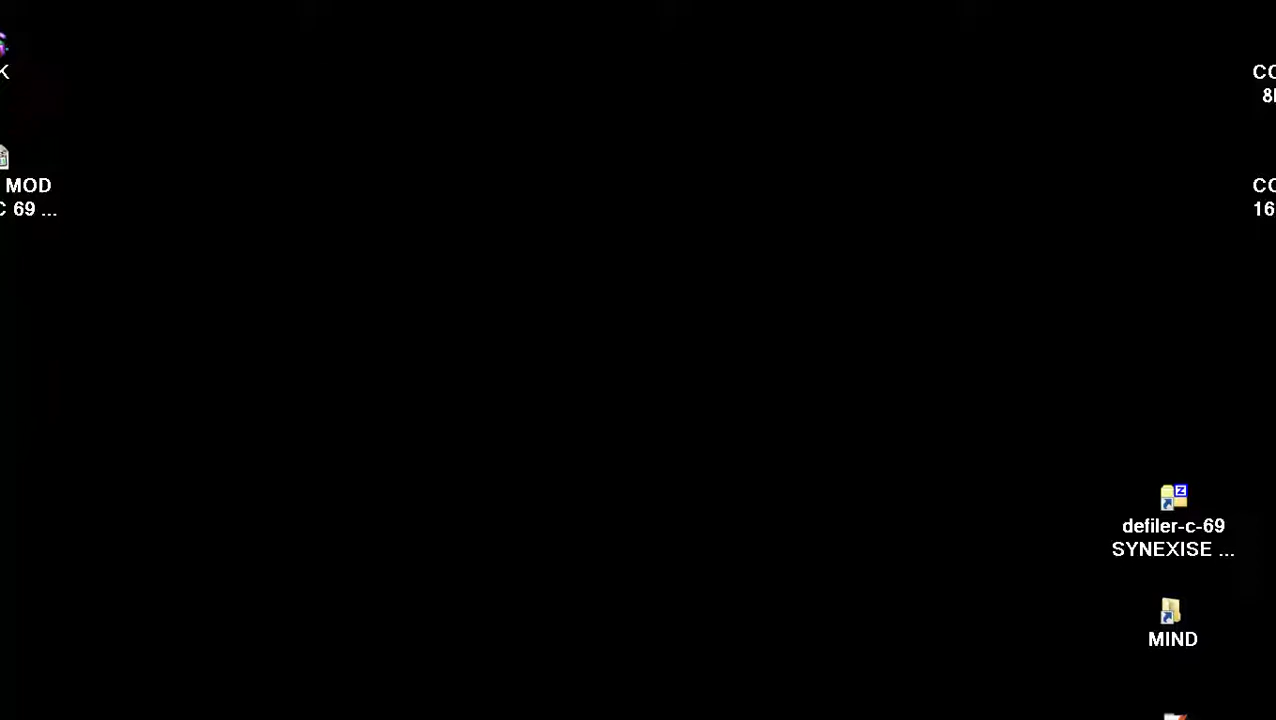 K
MOD
C 69 ...
CO
8
CO
16
defiler-c-69
SYNEXISE ...
MIND